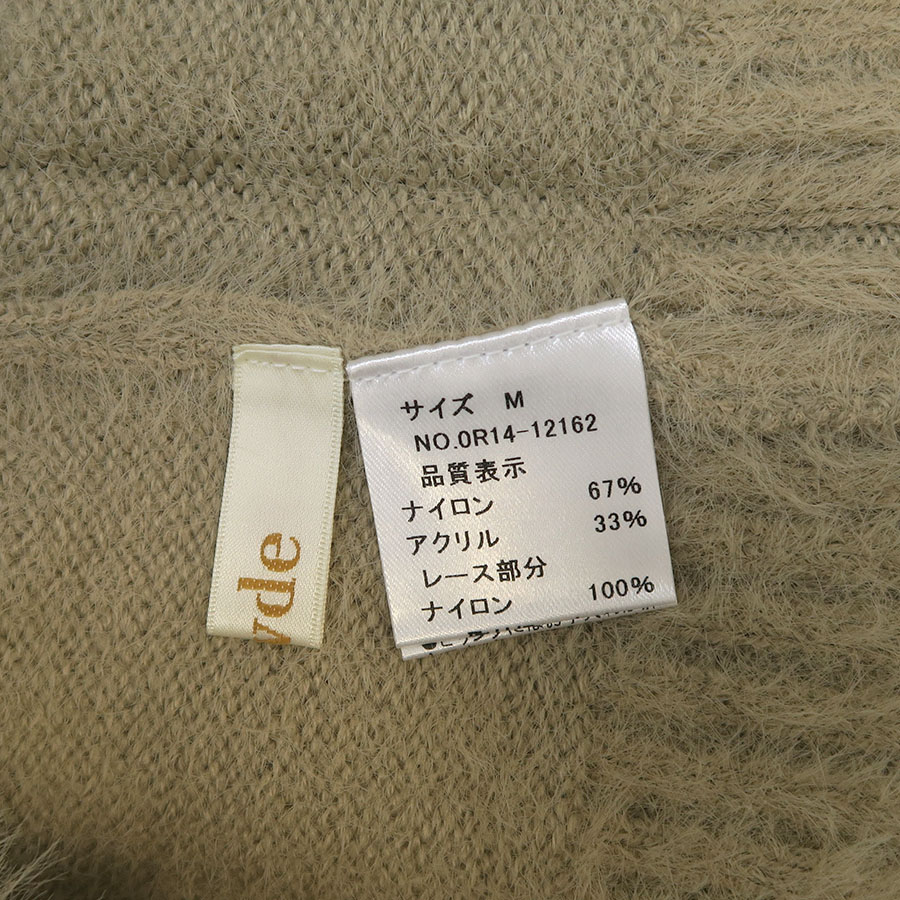 vde
サイズ M
NO.0R14-12162
品質表示
ナイロン 67%
アクリル 33%
レース部分
ナイロン 100%